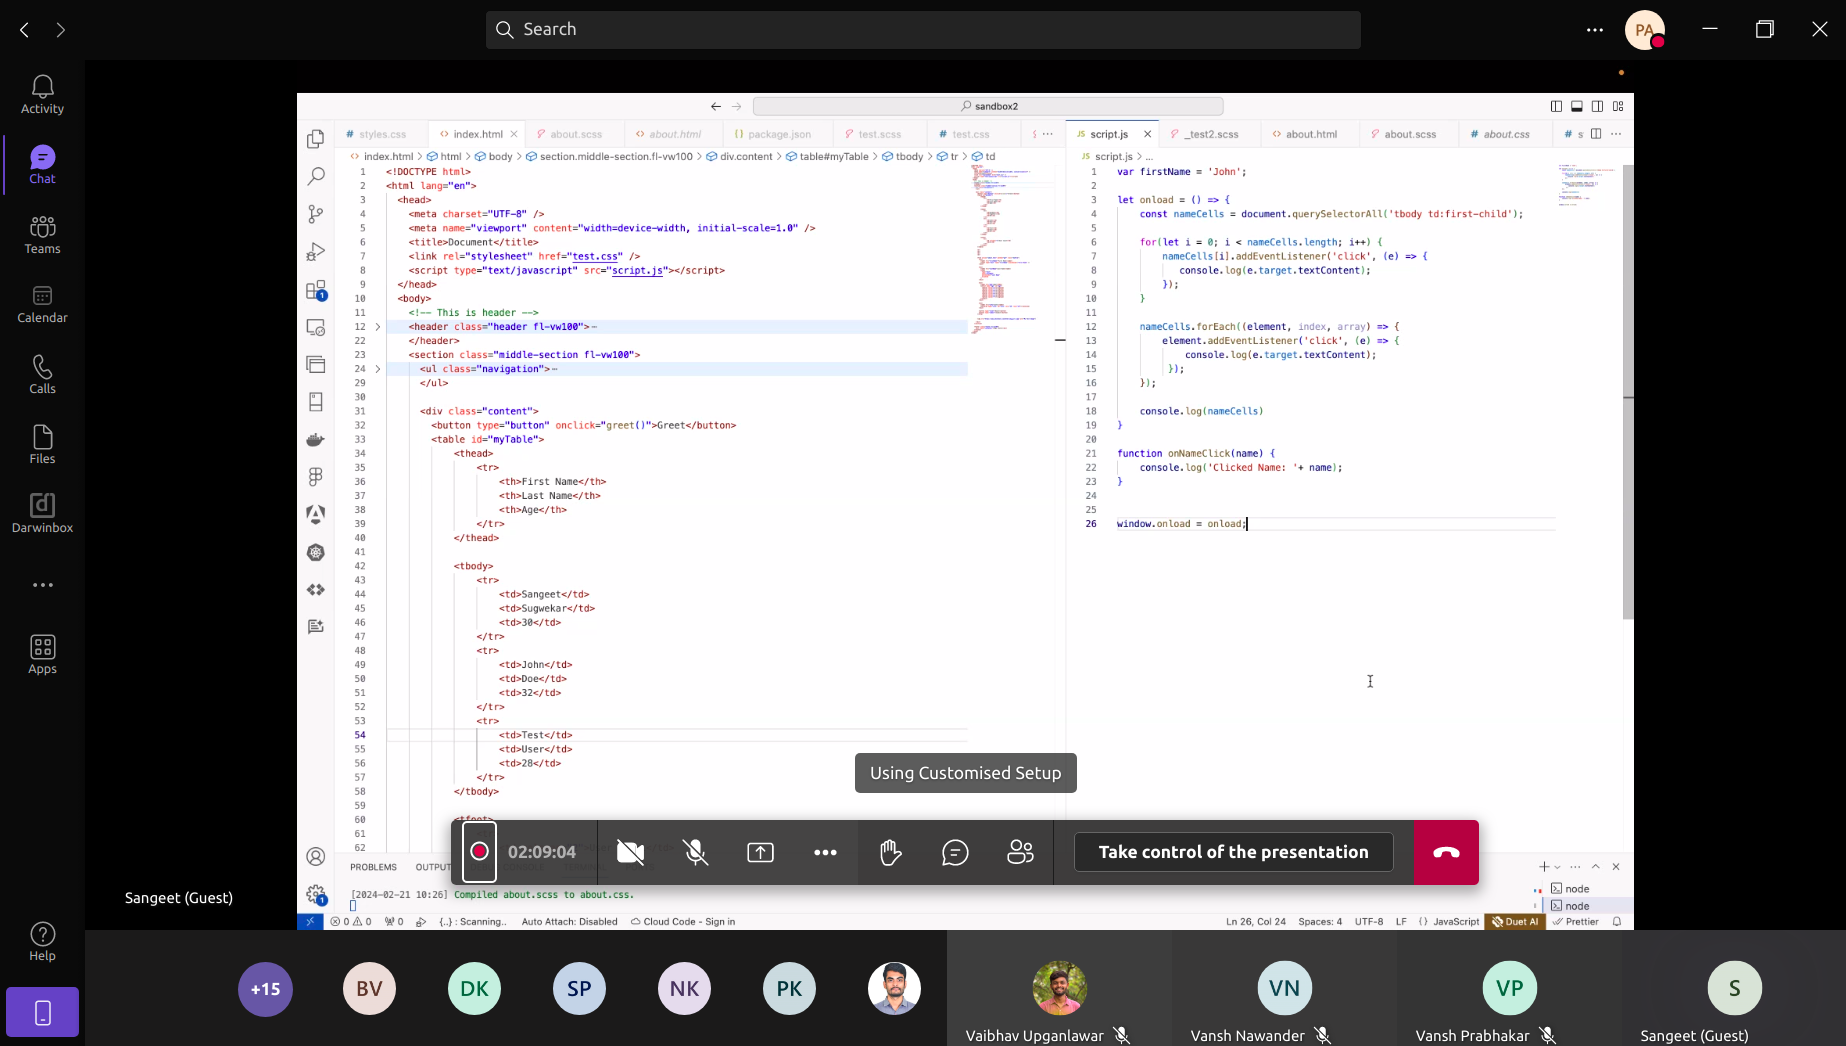 Search
PA
Activity
Chat
Teams
Calendar
Calls
Files
Darwinbox
Apps
Help
sandbox2
styles.css
index.html
about.scss
about.html
package.json
test.scss
test.css
index.html > html > body > section.middle-section.fl-vw100 > div.content > table#myTable > tbody > tr > td
1 <!DOCTYPE html>
2 <html lang="en">
3 <head>
4 <meta charset="UTF-8" />
5 <meta name="viewport" content="width=device-width, initial-scale=1.0" />
6 <title>Document</title>
7 <link rel="stylesheet" href="test.css" />
8 <script type="text/javascript" src="script.js"></script>
9 </head>
10 <body>
11 <!-- This is header -->
12 <header class="header fl-vw100">
22 </header>
23 <section class="middle-section fl-vw100">
24 <ul class="navigation">
29 </ul>
30
31 <div class="content">
32 <button type="button" onclick="greet()">Greet</button>
33 <table id="myTable">
34 <thead>
35 <tr>
36 <th>First Name</th>
37 <th>Last Name</th>
38 <th>Age</th>
39 </tr>
40 </thead>
41
42 <tbody>
43 <tr>
44 <td>Sangeet</td>
45 <td>Sugwekar</td>
46 <td>30</td>
47 </tr>
48 <tr>
49 <td>John</td>
50 <td>Doe</td>
51 <td>32</td>
52 </tr>
53 <tr>
54 <td>Test</td>
55 <td>User</td>
56 <td>28</td>
57 </tr>
58 </tbody>
59
60 <tfoot>
61
62
script.js
_test2.scss
about.html
about.scss
about.css
script.js > ...
1 var firstName = 'John';
2
3 let onload = () => {
4 const nameCells = document.querySelectorAll('tbody td:first-child');
5
6 for(let i = 0; i < nameCells.length; i++) {
7 nameCells[i].addEventListener('click', (e) => {
8 console.log(e.target.textContent);
9 });
10 }
11
12 nameCells.forEach((element, index, array) => {
13 element.addEventListener('click', (e) => {
14 console.log(e.target.textContent);
15 });
16 });
17
18 console.log(nameCells)
19 }
20
21 function onNameClick(name) {
22 console.log('Clicked Name: '+ name);
23 }
24
25
26 window.onload = onload;
Using Customised Setup
02:09:04
Take control of the presentation
PROBLEMS OUTPU
[2024-02-21 10:26] Compiled about.scss to about.css.
node
node
0 0 0 {..} : Scanning.. Auto Attach: Disabled Cloud Code - Sign in
Ln 26, Col 24 Spaces: 4 UTF-8 LF {} JavaScript Duet AI Prettier
Sangeet (Guest)
+15
BV
DK
SP
NK
PK
Vaibhav Upganlawar
VN
Vansh Nawander
VP
Vansh Prabhakar
S
Sangeet (Guest)